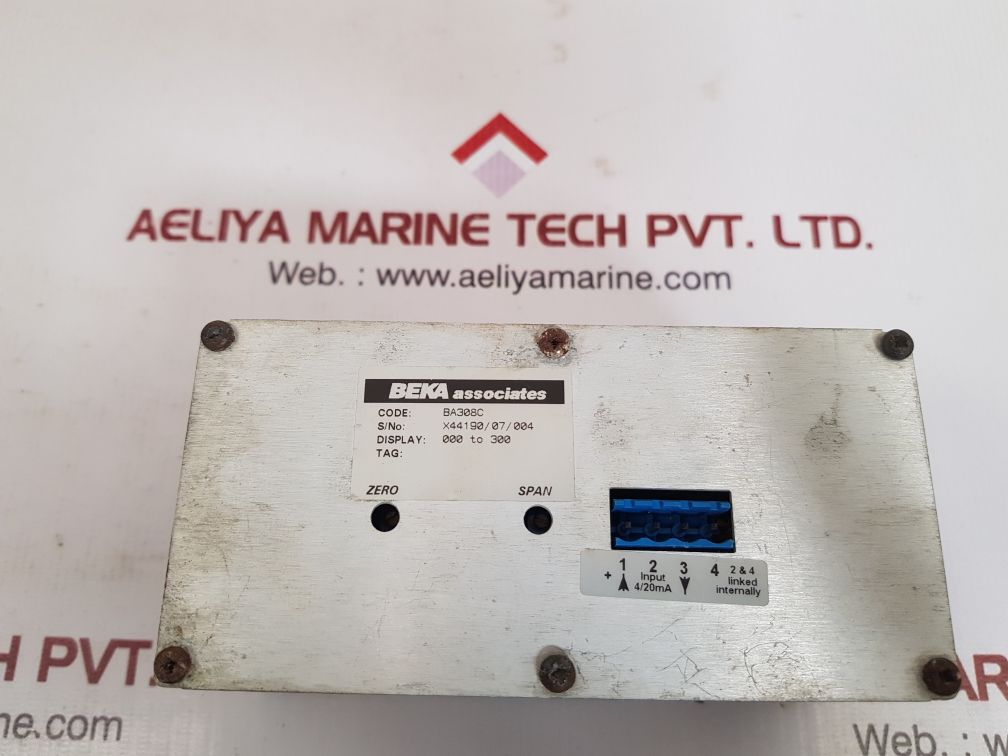 AELIYA MARINE TECH PVT. LTD.
Web. : www.aeliyamarine.com
BEKA associates
CODE: BA308C
S/No: X44190/07/004
DISPLAY: 000 to 300
TAG:
ZERO SPAN
+ 1 2 3 4 2 & 4
Input linked
4/20mA internally
H PVT.
ne.com
AR
Web. : w